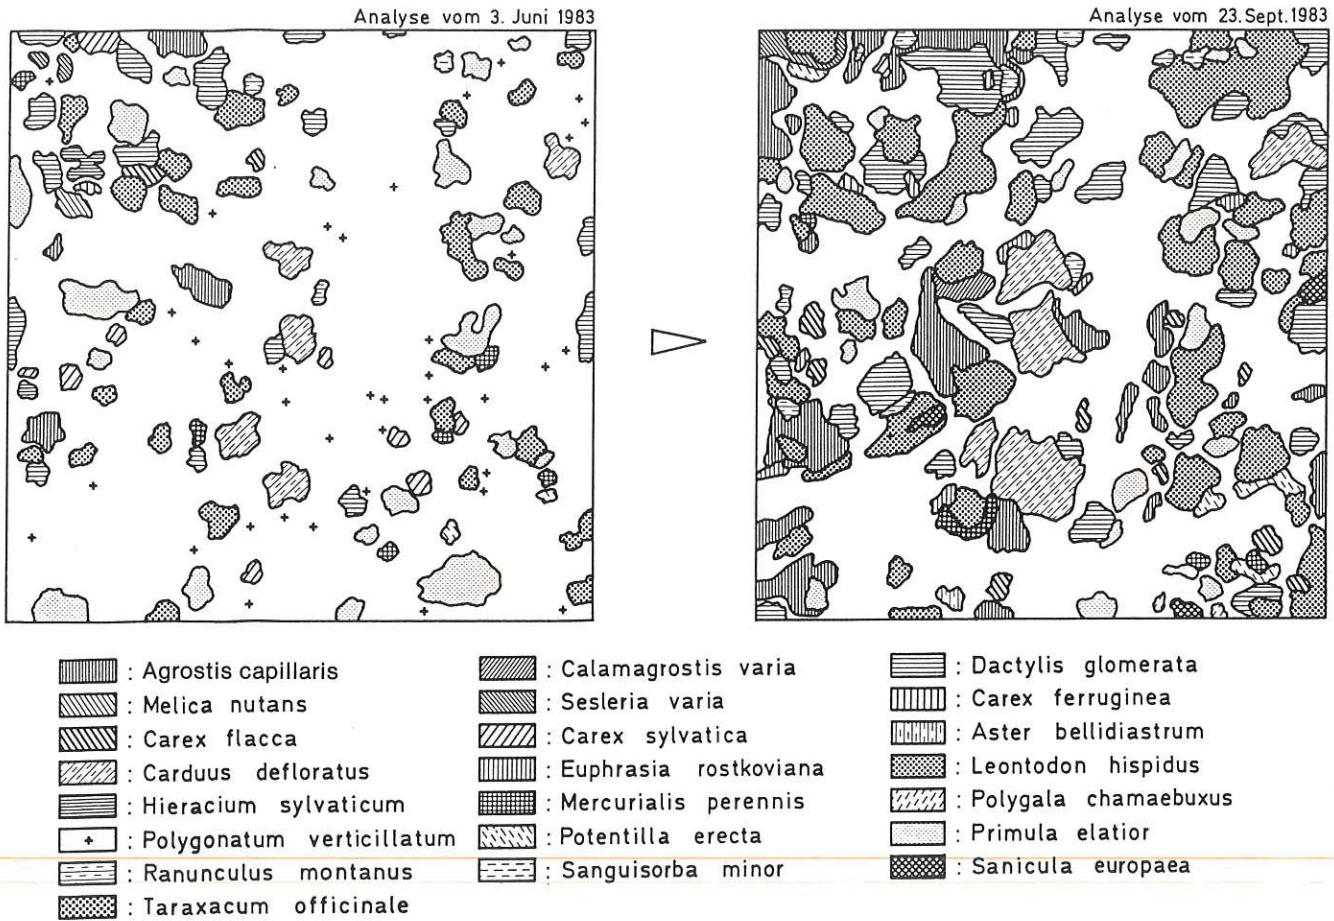 Analyse vom 3. Juni 1983
Analyse vom 23. Sept. 1983
: Agrostis capillaris
: Melica nutans
: Carex flacca
: Carduus defloratus
: Hieracium sylvaticum
+ : Polygonatum verticillatum
: Ranunculus montanus
: Taraxacum officinale
: Calamagrostis varia
: Sesleria varia
: Carex sylvatica
: Euphrasia rostkoviana
: Mercurialis perennis
: Potentilla erecta
: Sanguisorba minor
: Dactylis glomerata
: Carex ferruginea
: Aster bellidiastrum
: Leontodon hispidus
: Polygala chamaebuxus
: Primula elatior
: Sanicula europaea